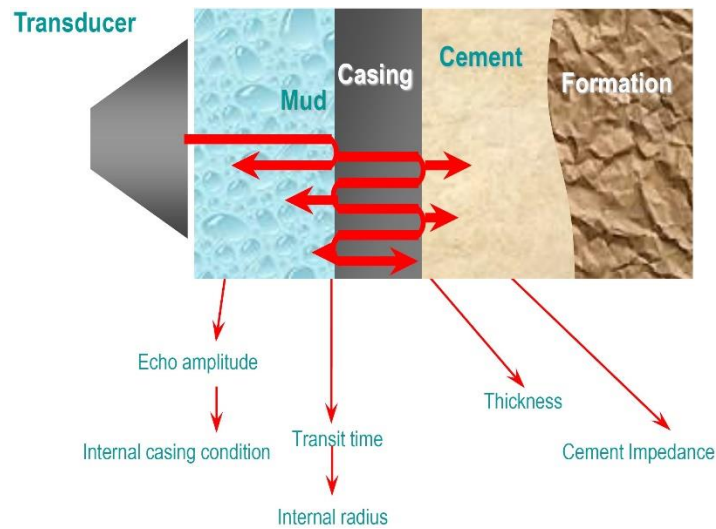 Transducer
Mud
Casing
Cement
Formation
Echo amplitude
Internal casing condition
Transit time
Internal radius
Thickness
Cement Impedance